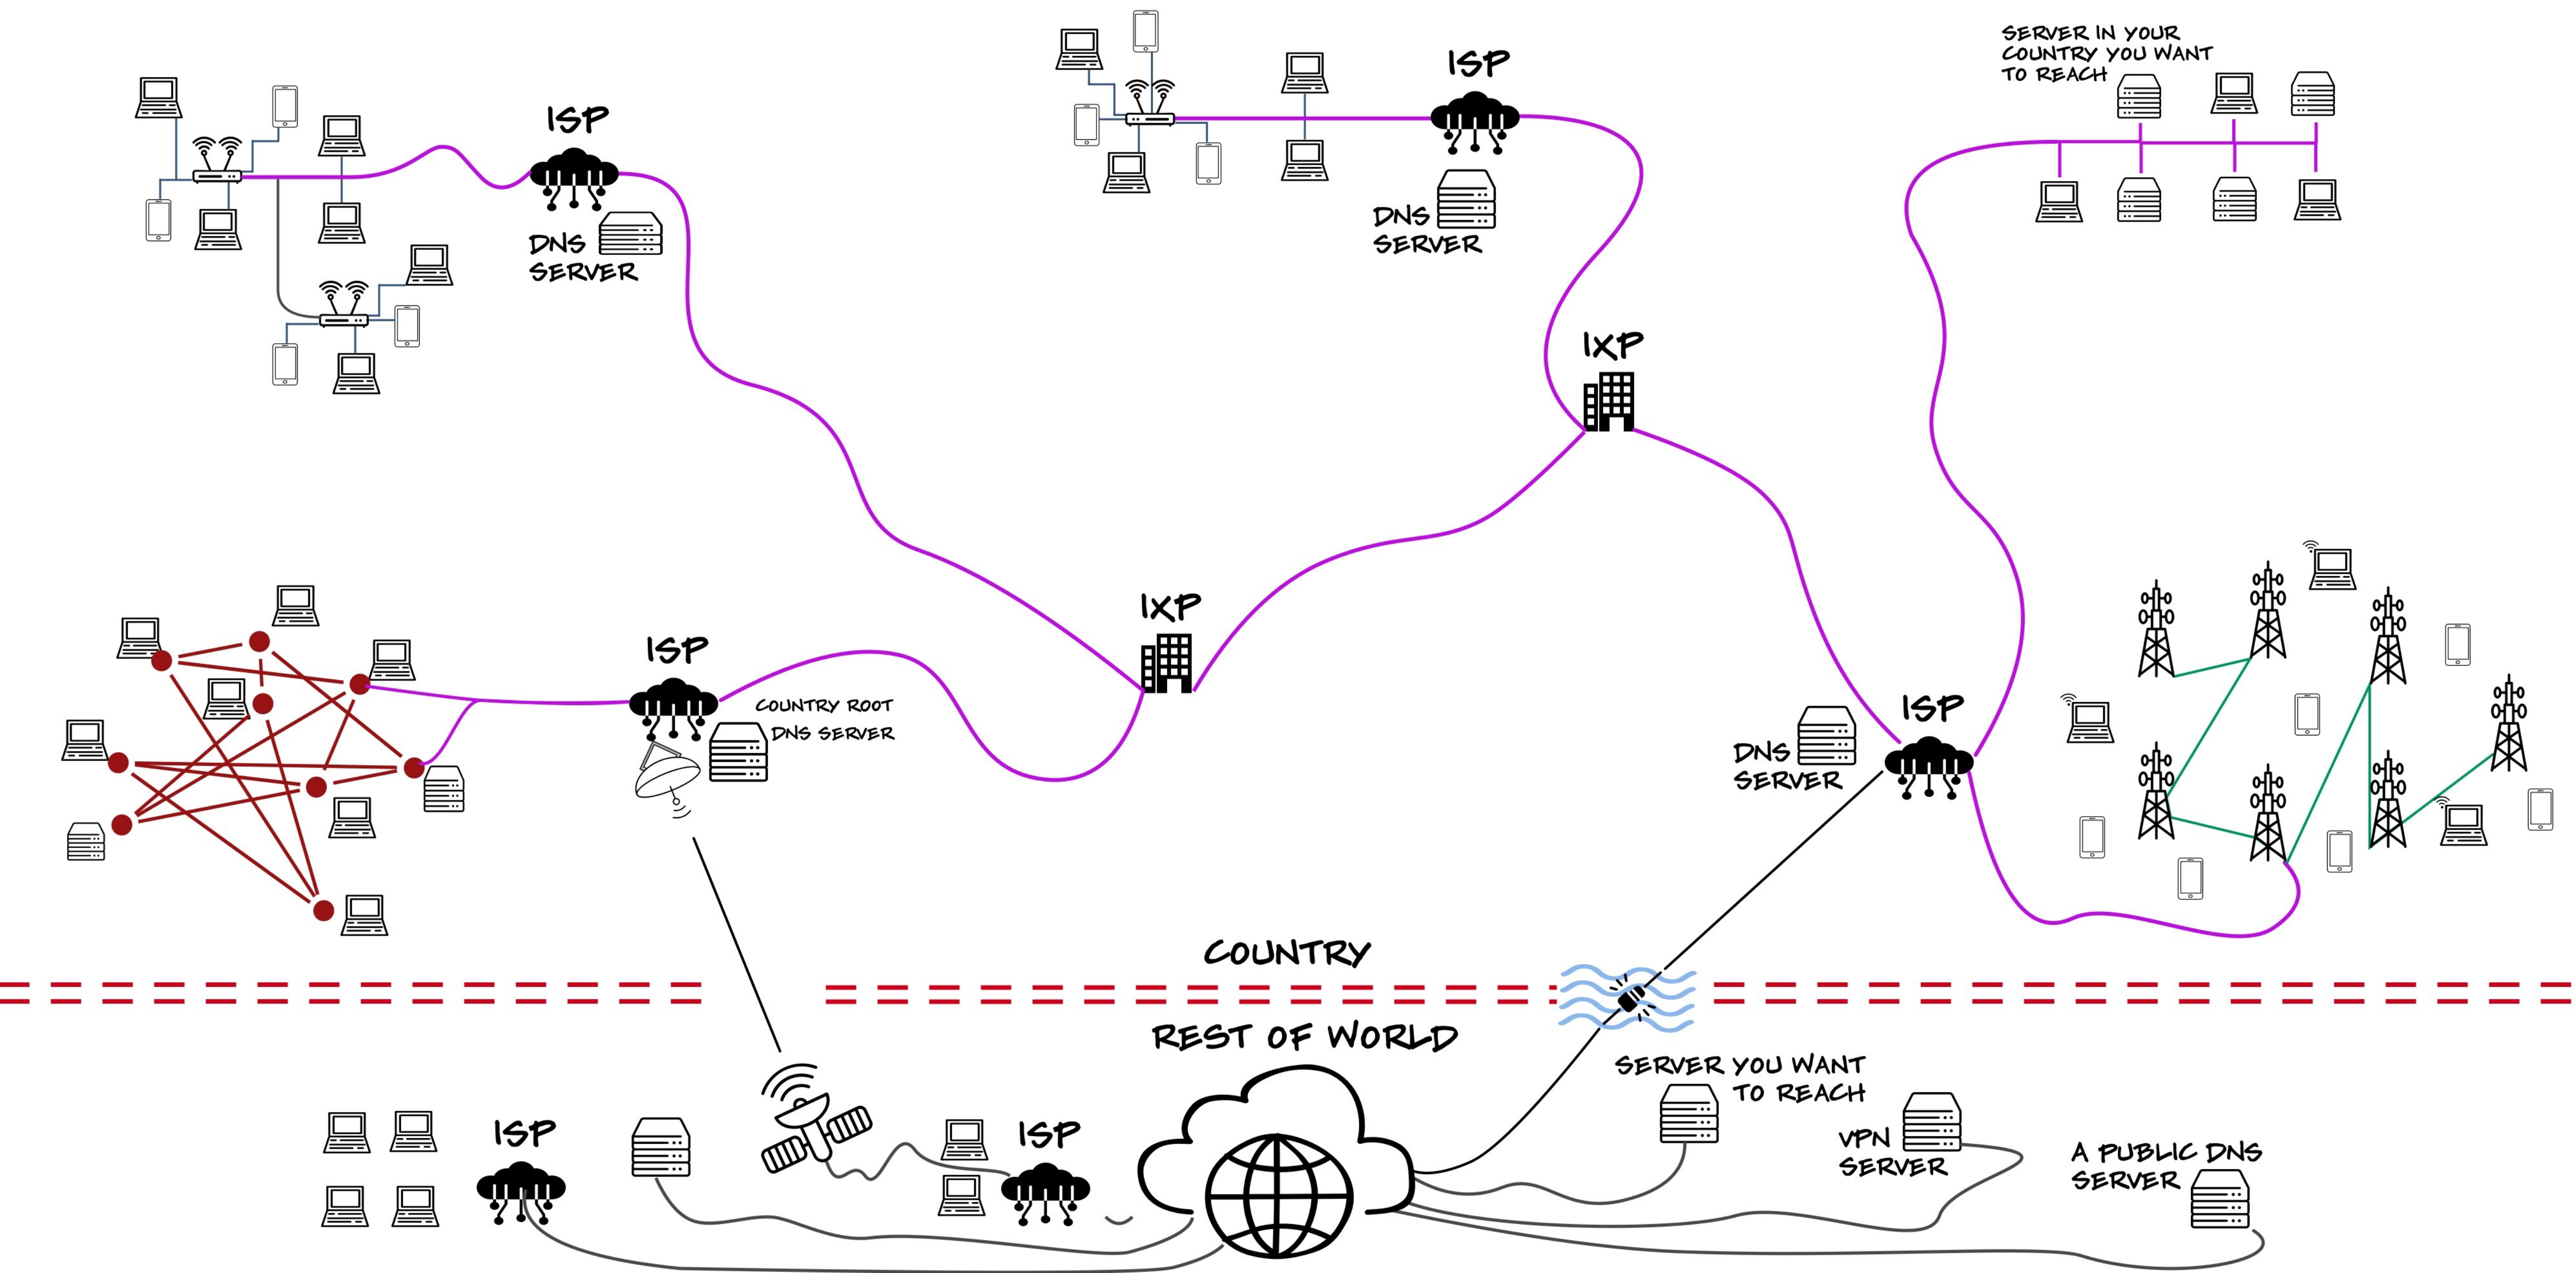 SERVER IN YOUR
COUNTRY YOU WANT
TO REACH
ISP
ISP
DNS
SERVER
DNS
SERVER
IXP
IXP
ISP
COUNTRY ROOT
DNS SERVER
ISP
DNS
SERVER
COUNTRY
REST OF WORLD
SERVER YOU WANT
TO REACH
ISP
ISP
VPN
SERVER
A PUBLIC DNS
SERVER